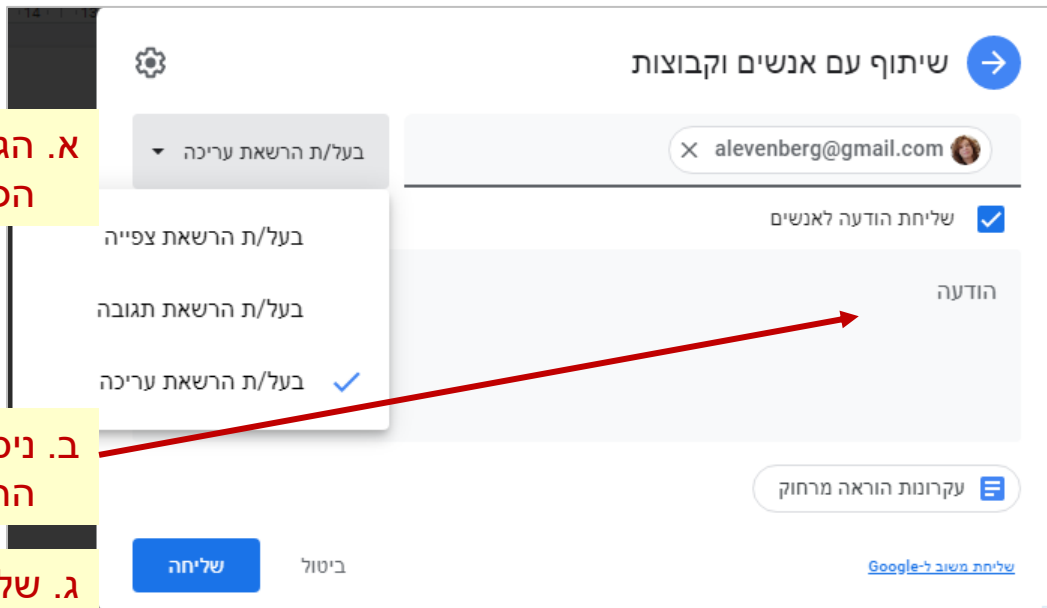 שיתוף עם אנשים וקבוצות
alevenberg@gmail.com
בעל/ת הרשאת עריכה
שליחת הודעה לאנשים
הודעה
בעל/ת הרשאת צפייה
בעל/ת הרשאת תגובה
בעל/ת הרשאת עריכה
עקרונות הוראה מרחוק
שליחת משוב ל-Google
ביטול
שליחה
א.
ב.
ג.